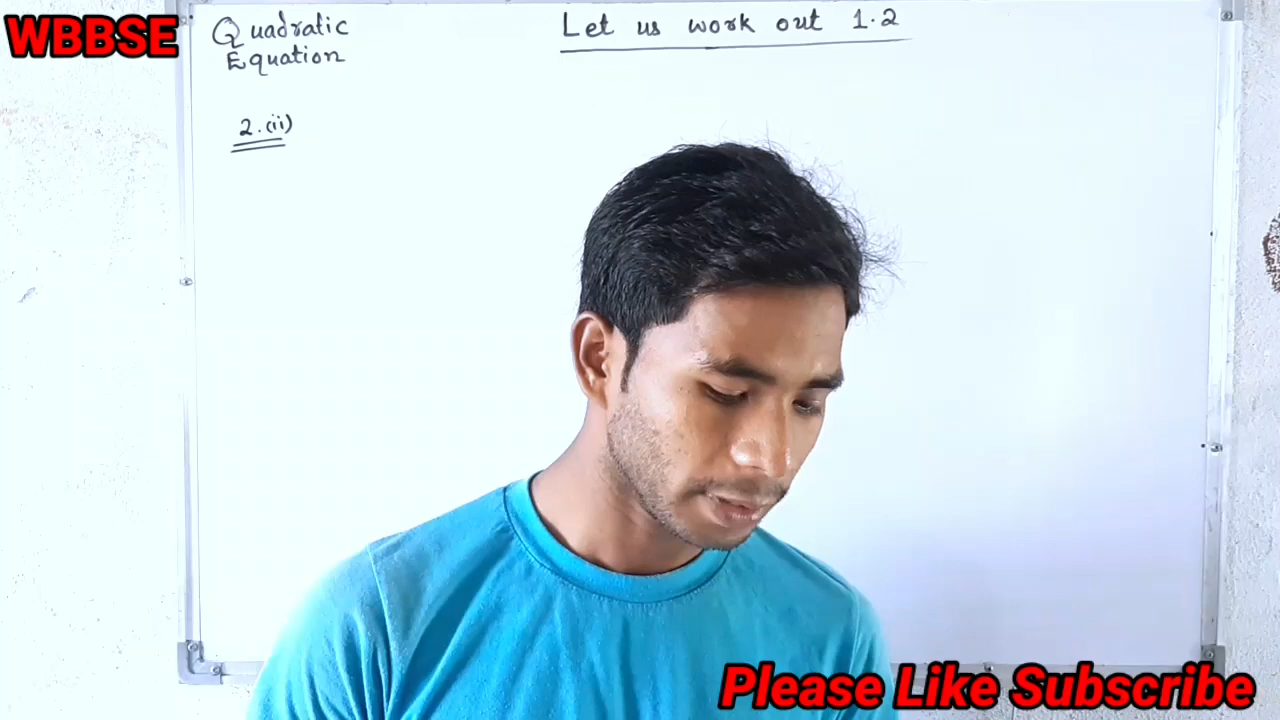 WBBSE
Quadratic
Equation
Let us work out 1.2
2.(ii)
Please Like Subscribe